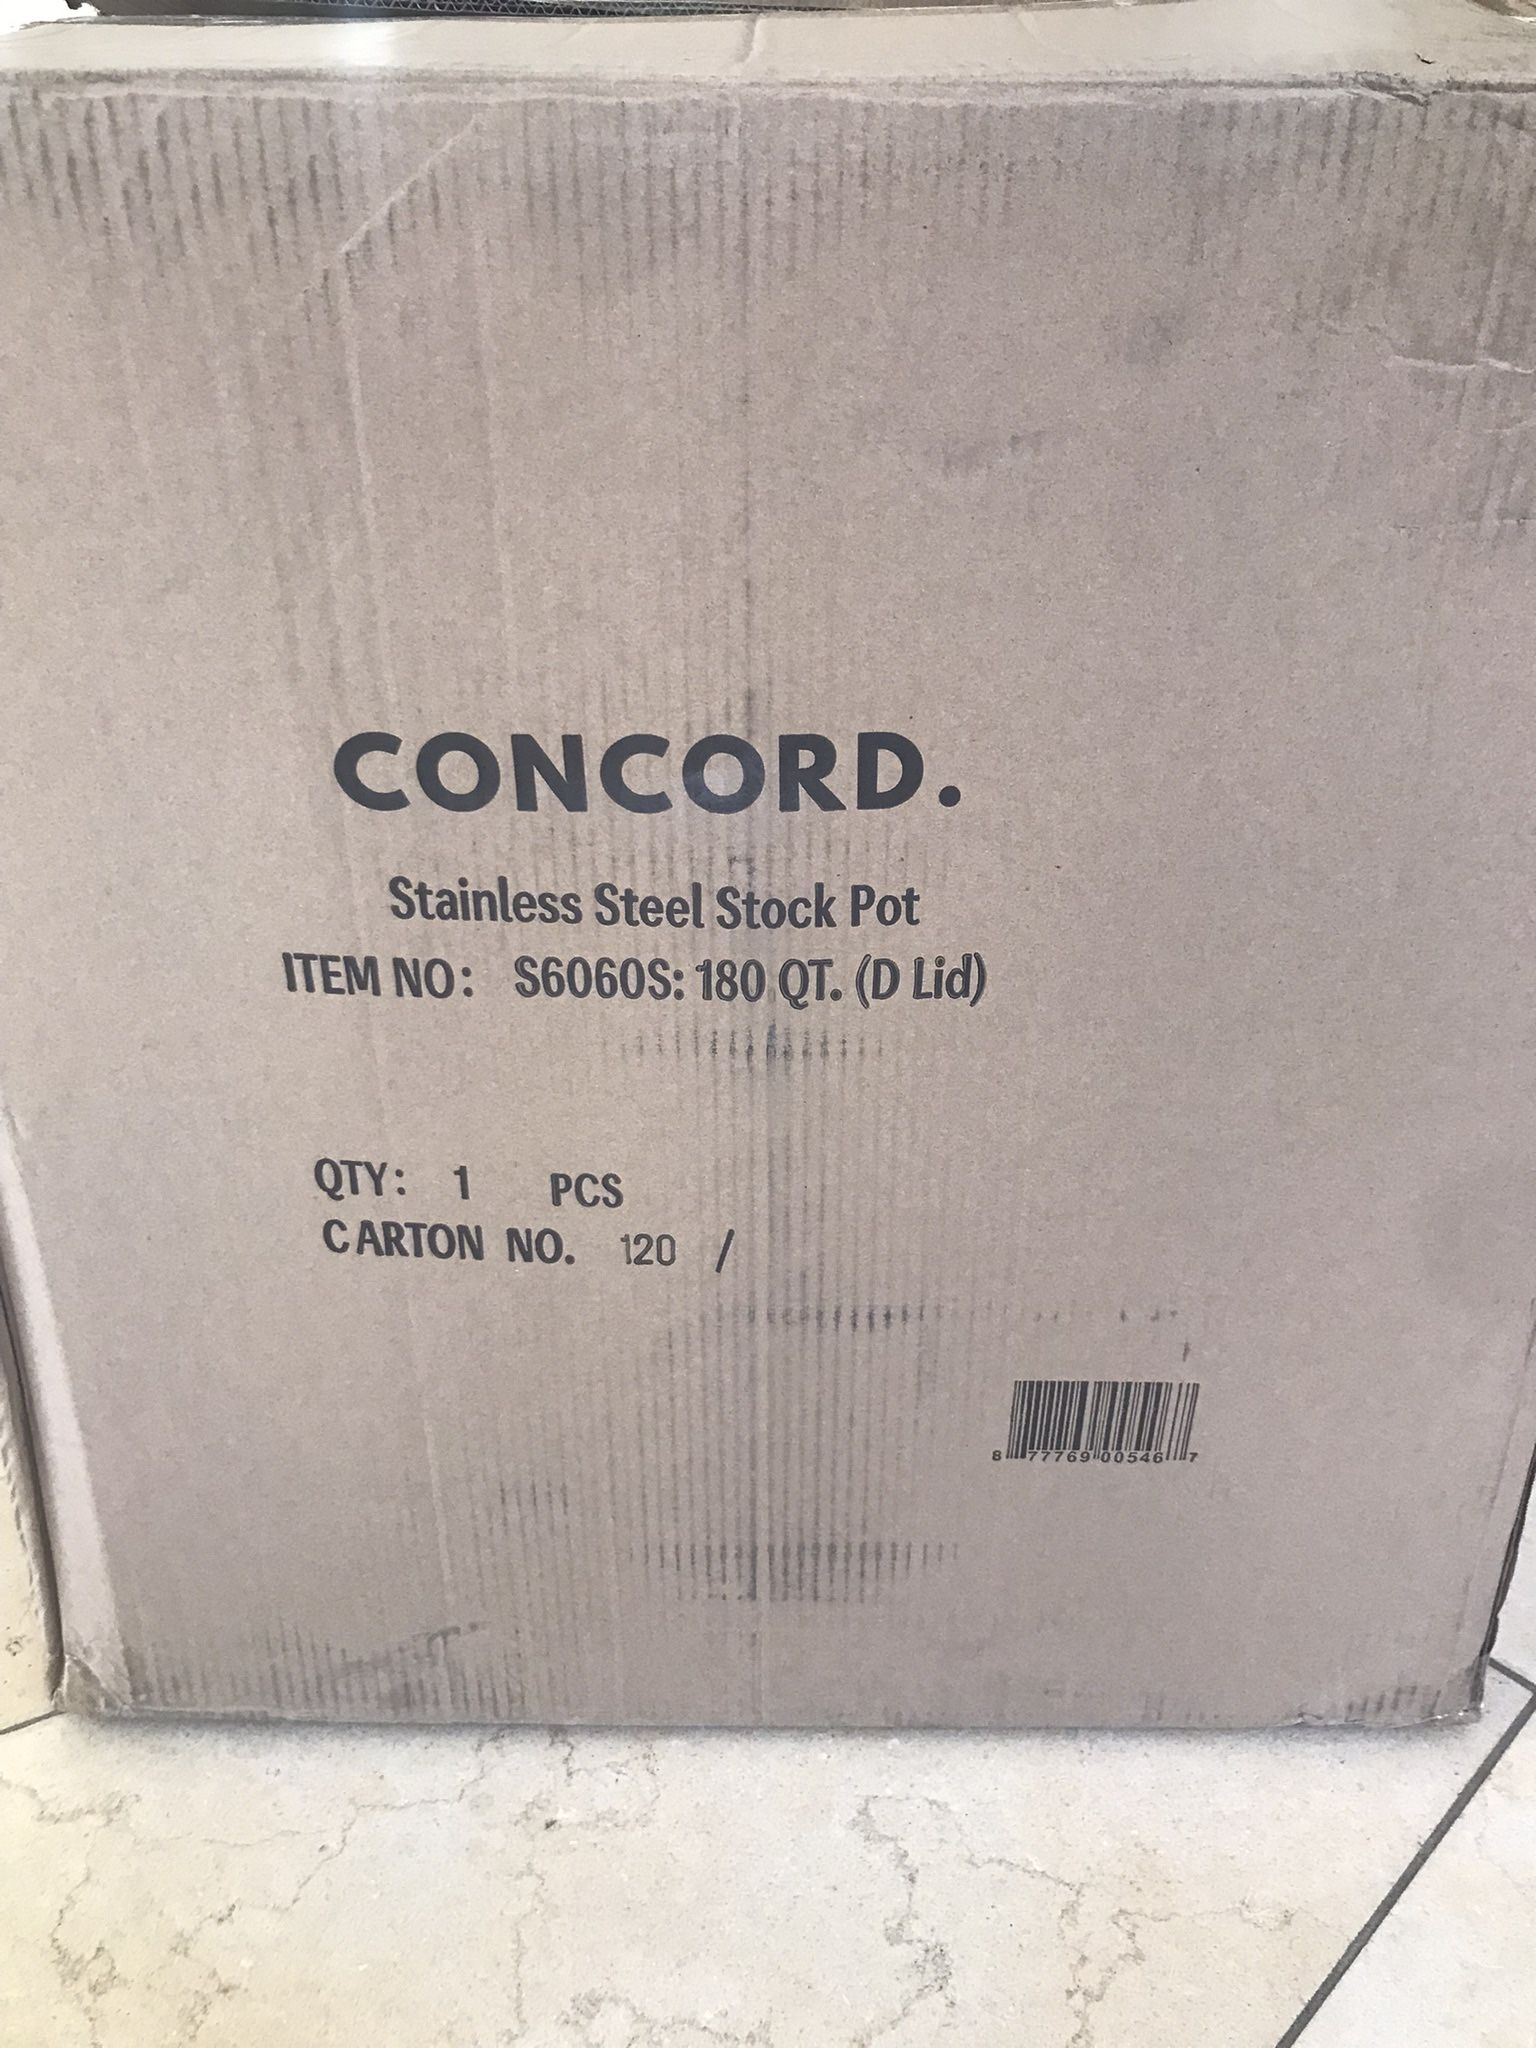 CONCORD.
Stainless Steel Stock Pot
ITEM NO: S6060S: 180 QT. (D Lid)
QTY: 1 PCS
CARTON NO. 120 /
8 77769 00546 7